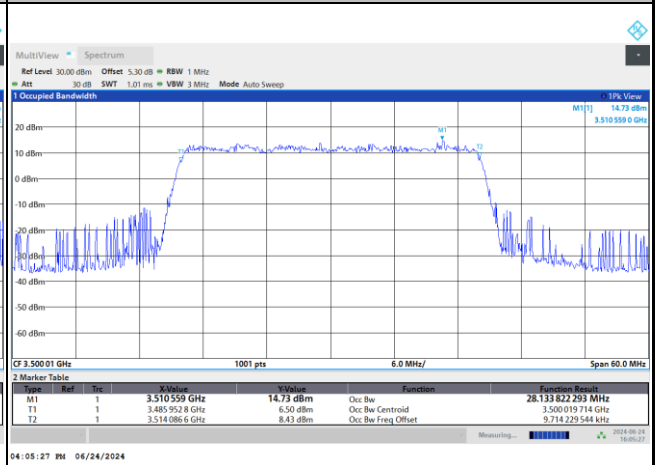 MultiView Spectrum
Ref Level 30.00 dBm Offset 5.30 dB RBW 1 MHz
Att 30 dB SWT 1.01 ms VBW 3 MHz Mode Auto Sweep
1 Occupied Bandwidth 1Pk View
M1[1] 14.73 dBm
3.510 559 0 GHz
20 dBm
M1
T1 T2
10 dBm
0 dBm
-10 dBm
-20 dBm
-30 dBm
-40 dBm
-50 dBm
-60 dBm
CF 3.500 01 GHz 1001 pts 6.0 MHz/ Span 60.0 MHz
2 Marker Table
Type Ref Trc X-Value Y-Value Function Function Result
M1 1 3.510 559 GHz 14.73 dBm Occ Bw 28.133 822 293 MHz
T1 1 3.485 952 8 GHz 6.50 dBm Occ Bw Centroid 3.500 019 714 GHz
T2 1 3.514 086 6 GHz 8.43 dBm Occ Bw Freq Offset 9.714 229 544 kHz
Measuring... 2024-06-24
16:05:27
04:05:27 PM 06/24/2024